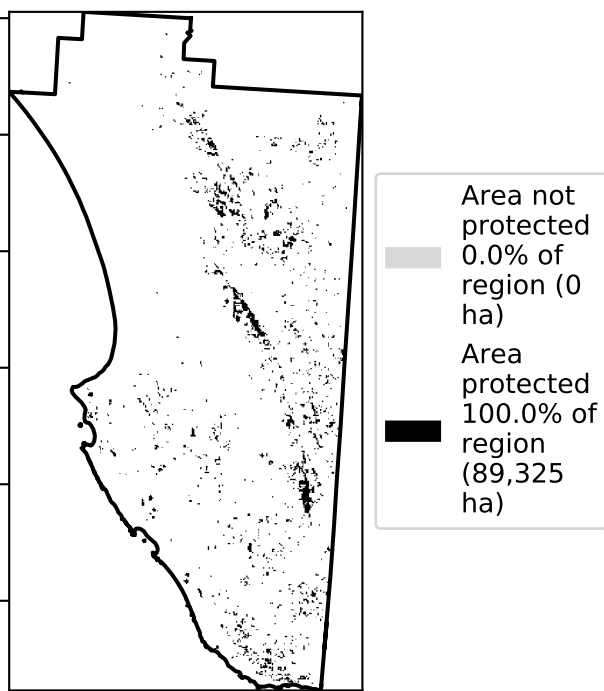 Area not
protected
0.0% of
region (0
ha)
Area
protected
100.0% of
region
(89,325
ha)